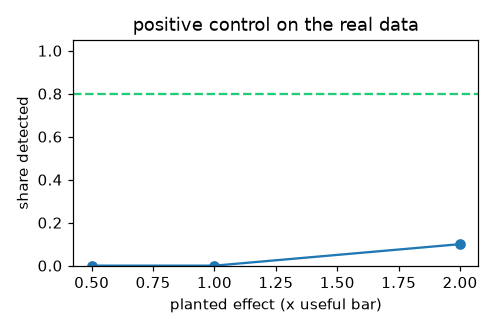 positive control on the real data
1.0
0.8
0.6
0.4
0.2
0.0
share detected
0.50 0.75 1.00 1.25 1.50 1.75 2.00
planted effect (x useful bar)